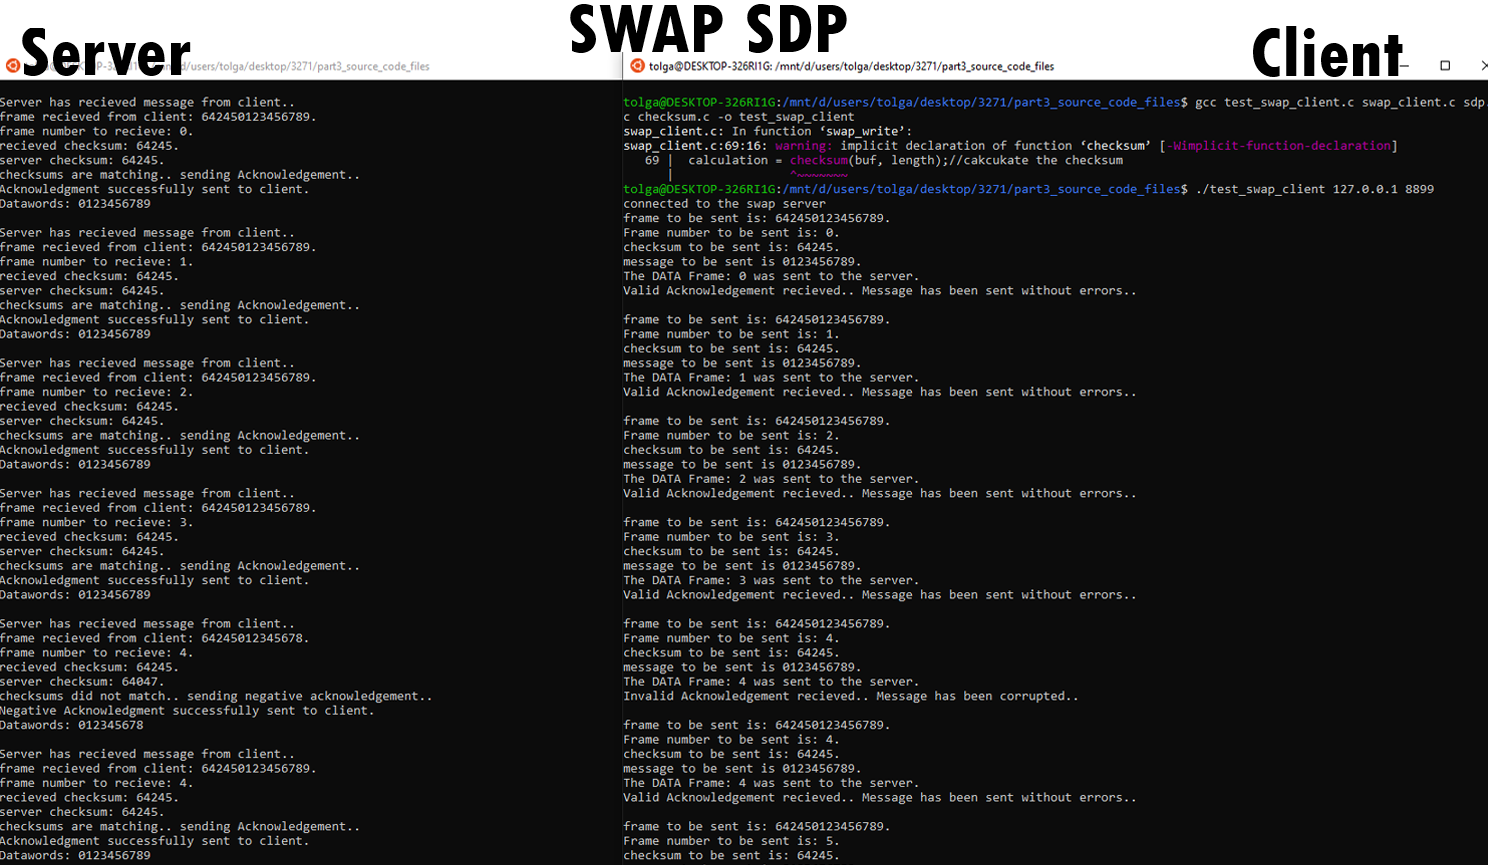 SWAP SDP
Server
Client
/users/tolga/desktop/3271/part3_source_code_files
Server has recieved message from client..
frame recieved from client: 642450123456789.
frame number to recieve: 0.
recieved checksum: 64245.
server checksum: 64245.
checksums are matching.. sending Acknowledgement..
Acknowledgment successfully sent to client.
Datawords: 0123456789
Server has recieved message from client..
frame recieved from client: 642450123456789.
frame number to recieve: 1.
recieved checksum: 64245.
server checksum: 64245.
checksums are matching.. sending Acknowledgement..
Acknowledgment successfully sent to client.
Datawords: 0123456789
Server has recieved message from client..
frame recieved from client: 642450123456789.
frame number to recieve: 2.
recieved checksum: 64245.
server checksum: 64245.
checksums are matching.. sending Acknowledgement..
Acknowledgment successfully sent to client.
Datawords: 0123456789
Server has recieved message from client..
frame recieved from client: 642450123456789.
frame number to recieve: 3.
recieved checksum: 64245.
server checksum: 64245.
checksums are matching.. sending Acknowledgement..
Acknowledgment successfully sent to client.
Datawords: 0123456789
Server has recieved message from client..
frame recieved from client: 64245012345678.
frame number to recieve: 4.
recieved checksum: 64245.
server checksum: 64047.
checksums did not match.. sending negative acknowledgement..
Negative Acknowledgment successfully sent to client.
Datawords: 012345678
Server has recieved message from client..
frame recieved from client: 642450123456789.
frame number to recieve: 4.
recieved checksum: 64245.
server checksum: 64245.
checksums are matching.. sending Acknowledgement..
Acknowledgment successfully sent to client.
Datawords: 0123456789
tolga@DESKTOP-326RI1G: /mnt/d/users/tolga/desktop/3271/part3_source_code_files
tolga@DESKTOP-326RI1G:/mnt/d/users/tolga/desktop/3271/part3_source_code_files$ gcc test_swap_client.c swap_client.c sdp.
c checksum.c -o test_swap_client
swap_client.c: In function ‘swap_write’:
swap_client.c:69:16: warning: implicit declaration of function ‘checksum’ [-Wimplicit-function-declaration]
69 | calculation = checksum(buf, length);//cakcukate the checksum
| ^~~~~~~~
tolga@DESKTOP-326RI1G:/mnt/d/users/tolga/desktop/3271/part3_source_code_files$ ./test_swap_client 127.0.0.1 8899
connected to the swap server
frame to be sent is: 642450123456789.
Frame number to be sent is: 0.
checksum to be sent is: 64245.
message to be sent is 0123456789.
The DATA Frame: 0 was sent to the server.
Valid Acknowledgement recieved.. Message has been sent without errors..
frame to be sent is: 642450123456789.
Frame number to be sent is: 1.
checksum to be sent is: 64245.
message to be sent is 0123456789.
The DATA Frame: 1 was sent to the server.
Valid Acknowledgement recieved.. Message has been sent without errors..
frame to be sent is: 642450123456789.
Frame number to be sent is: 2.
checksum to be sent is: 64245.
message to be sent is 0123456789.
The DATA Frame: 2 was sent to the server.
Valid Acknowledgement recieved.. Message has been sent without errors..
frame to be sent is: 642450123456789.
Frame number to be sent is: 3.
checksum to be sent is: 64245.
message to be sent is 0123456789.
The DATA Frame: 3 was sent to the server.
Valid Acknowledgement recieved.. Message has been sent without errors..
frame to be sent is: 642450123456789.
Frame number to be sent is: 4.
checksum to be sent is: 64245.
message to be sent is 0123456789.
The DATA Frame: 4 was sent to the server.
Invalid Acknowledgement recieved.. Message has been corrupted..
frame to be sent is: 642450123456789.
Frame number to be sent is: 4.
checksum to be sent is: 64245.
message to be sent is 0123456789.
The DATA Frame: 4 was sent to the server.
Valid Acknowledgement recieved.. Message has been sent without errors..
frame to be sent is: 642450123456789.
Frame number to be sent is: 5.
checksum to be sent is: 64245.